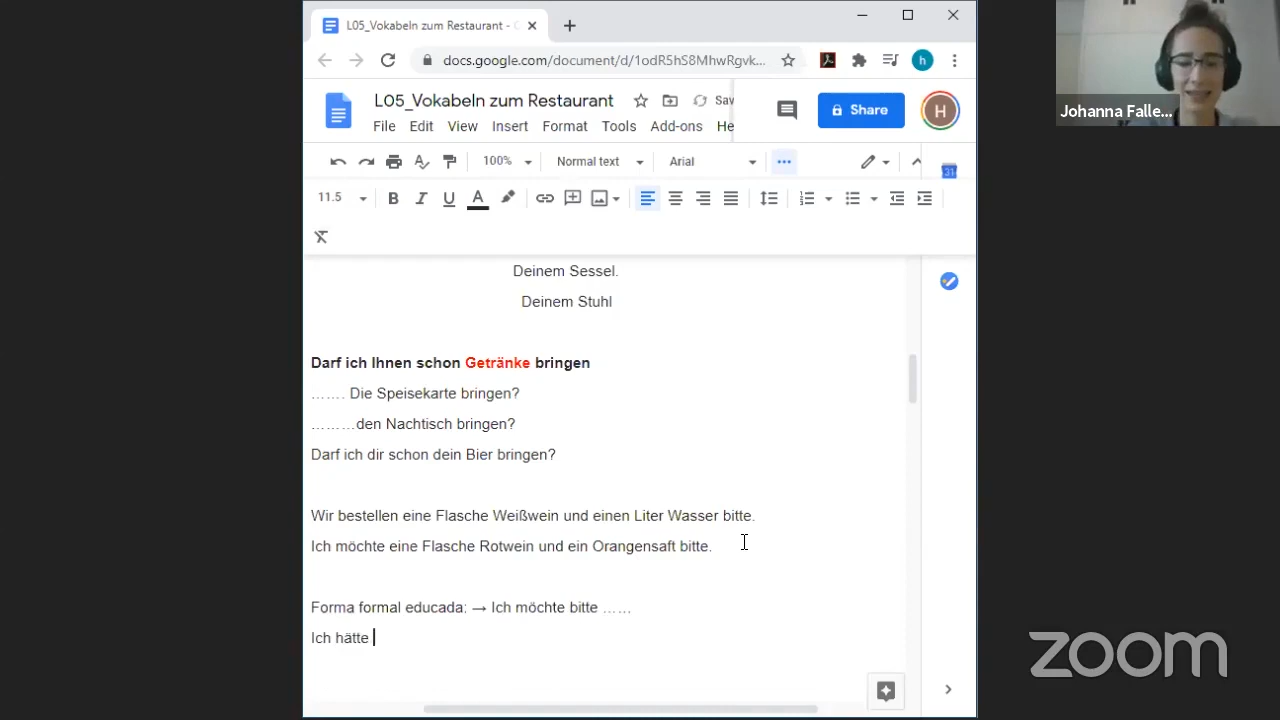 L05_Vokabeln zum Restaurant - G
docs.google.com/document/d/1odR5hS8MhwRgvk...
h
L05_Vokabeln zum Restaurant
Sav
File Edit View Insert Format Tools Add-ons He
Share
H
100% Normal text Arial
31
11.5 B I U A
Deinem Sessel.
Deinem Stuhl
Darf ich Ihnen schon Getränke bringen
……. Die Speisekarte bringen?
………den Nachtisch bringen?
Darf ich dir schon dein Bier bringen?
Wir bestellen eine Flasche Weißwein und einen Liter Wasser bitte.
Ich möchte eine Flasche Rotwein und ein Orangensaft bitte.
Forma formal educada: → Ich möchte bitte ……
Ich hätte
Johanna Falle...
zoom